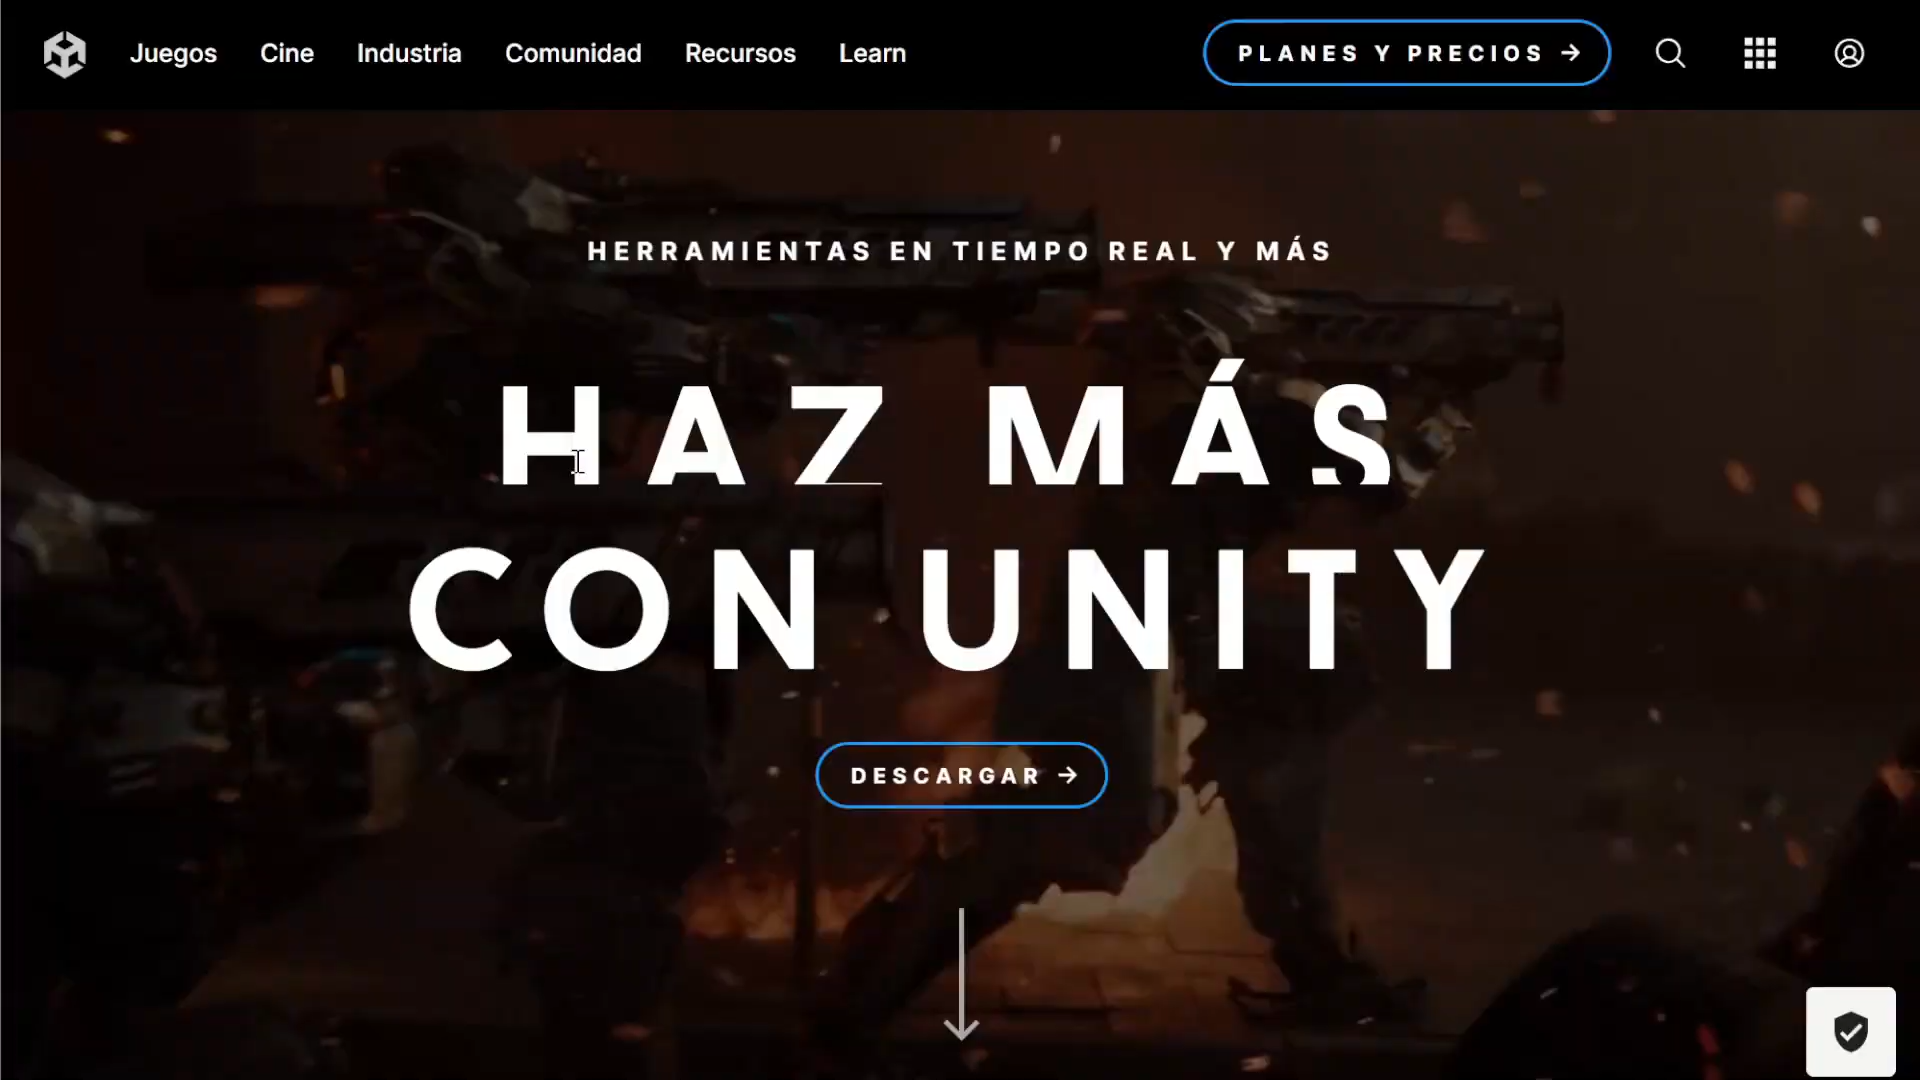 Juegos Cine Industria Comunidad Recursos Learn PLANES Y PRECIOS →
HERRAMIENTAS EN TIEMPO REAL Y MÁS
HAZ MÁS
CON UNITY
DESCARGAR →